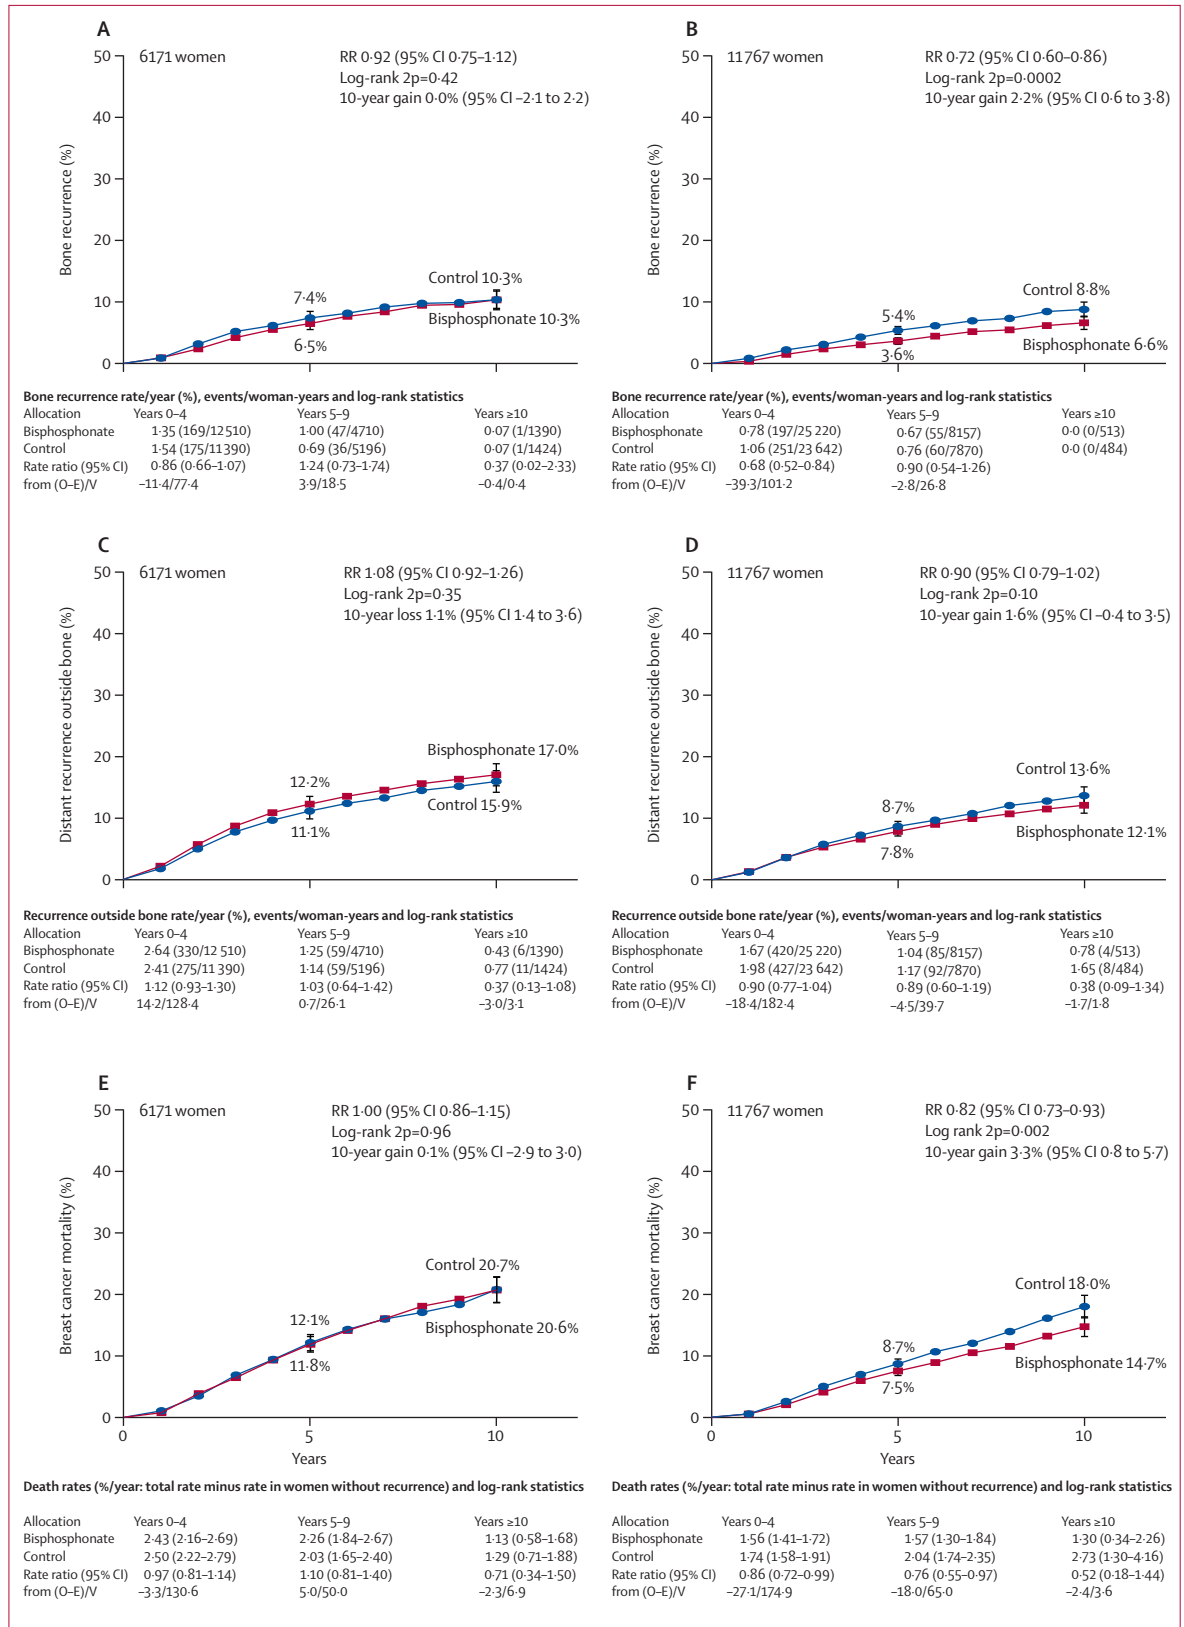 A
6171 women
RR 0·92 (95% CI 0·75–1·12)
Log-rank 2p=0·42
10-year gain 0·0% (95% CI –2·1 to 2·2)
50
40
30
20
10
0
Bone recurrence (%)
7·4%
6·5%
Control 10·3%
Bisphosphonate 10·3%
Bone recurrence rate/year (%), events/woman-years and log-rank statistics
Allocation Years 0–4 Years 5–9 Years ≥10
Bisphosphonate 1·35 (169/12 510) 1·00 (47/4710) 0·07 (1/1390)
Control 1·54 (175/11 390) 0·69 (36/5196) 0·07 (1/1424)
Rate ratio (95% CI) 0·86 (0·66–1·07) 1·24 (0·73–1·74) 0·37 (0·02–2·33)
from (O–E)/V –11·4/77·4 3·9/18·5 –0·4/0·4
B
11 767 women
RR 0·72 (95% CI 0·60–0·86)
Log-rank 2p=0·0002
10-year gain 2·2% (95% CI 0·6 to 3·8)
50
40
30
20
10
0
Bone recurrence (%)
5·4%
3·6%
Control 8·8%
Bisphosphonate 6·6%
Bone recurrence rate/year (%), events/woman-years and log-rank statistics
Allocation Years 0–4 Years 5–9 Years ≥10
Bisphosphonate 0·78 (197/25 220) 0·67 (55/8157) 0·0 (0/513)
Control 1·06 (251/23 642) 0·76 (60/7870) 0·0 (0/484)
Rate ratio (95% CI) 0·68 (0·52–0·84) 0·90 (0·54–1·26)
from (O–E)/V –39·3/101·2 –2·8/26·8
C
6171 women
RR 1·08 (95% CI 0·92–1·26)
Log-rank 2p=0·35
10-year loss 1·1% (95% CI 1·4 to 3·6)
50
40
30
20
10
0
Distant recurrence outside bone (%)
12·2%
11·1%
Bisphosphonate 17·0%
Control 15·9%
Recurrence outside bone rate/year (%), events/woman-years and log-rank statistics
Allocation Years 0–4 Years 5–9 Years ≥10
Bisphosphonate 2·64 (330/12 510) 1·25 (59/4710) 0·43 (6/1390)
Control 2·41 (275/11 390) 1·14 (59/5196) 0·77 (11/1424)
Rate ratio (95% CI) 1·12 (0·93–1·30) 1·03 (0·64–1·42) 0·37 (0·13–1·08)
from (O–E)/V 14·2/128·4 0·7/26·1 –3·0/3·1
D
11 767 women
RR 0·90 (95% CI 0·79–1·02)
Log-rank 2p=0·10
10-year gain 1·6% (95% CI –0·4 to 3·5)
50
40
30
20
10
0
Distant recurrence outside bone (%)
8·7%
7·8%
Control 13·6%
Bisphosphonate 12·1%
Recurrence outside bone rate/year (%), events/woman-years and log-rank statistics
Allocation Years 0–4 Years 5–9 Years ≥10
Bisphosphonate 1·67 (420/25 220) 1·04 (85/8157) 0·78 (4/513)
Control 1·98 (427/23 642) 1·17 (92/7870) 1·65 (8/484)
Rate ratio (95% CI) 0·90 (0·77–1·04) 0·89 (0·60–1·19) 0·38 (0·09–1·34)
from (O–E)/V –18·4/182·4 –4·5/39·7 –1·7/1·8
E
6171 women
RR 1·00 (95% CI 0·86–1·15)
Log-rank 2p=0·96
10-year gain 0·1% (95% CI –2·9 to 3·0)
50
40
30
20
10
0
Breast cancer mortality (%)
12·1%
11·8%
Control 20·7%
Bisphosphonate 20·6%
0 5 10
Years
Death rates (%/year: total rate minus rate in women without recurrence) and log-rank statistics
Allocation Years 0–4 Years 5–9 Years ≥10
Bisphosphonate 2·43 (2·16–2·69) 2·26 (1·84–2·67) 1·13 (0·58–1·68)
Control 2·50 (2·22–2·79) 2·03 (1·65–2·40) 1·29 (0·71–1·88)
Rate ratio (95% CI) 0·97 (0·81–1·14) 1·10 (0·81–1·40) 0·71 (0·34–1·50)
from (O–E)/V –3·3/130·6 5·0/50·0 –2·3/6·9
F
11 767 women
RR 0·82 (95% CI 0·73–0·93)
Log rank 2p=0·002
10-year gain 3·3% (95% CI 0·8 to 5·7)
50
40
30
20
10
0
Breast cancer mortality (%)
8·7%
7·5%
Control 18·0%
Bisphosphonate 14·7%
0 5 10
Years
Death rates (%/year: total rate minus rate in women without recurrence) and log-rank statistics
Allocation Years 0–4 Years 5–9 Years ≥10
Bisphosphonate 1·56 (1·41–1·72) 1·57 (1·30–1·84) 1·30 (0·34–2·26)
Control 1·74 (1·58–1·91) 2·04 (1·74–2·35) 2·73 (1·30–4·16)
Rate ratio (95% CI) 0·86 (0·72–0·99) 0·76 (0·55–0·97) 0·52 (0·18–1·44)
from (O–E)/V –27·1/174·9 –18·0/65·0 –2·4/3·6